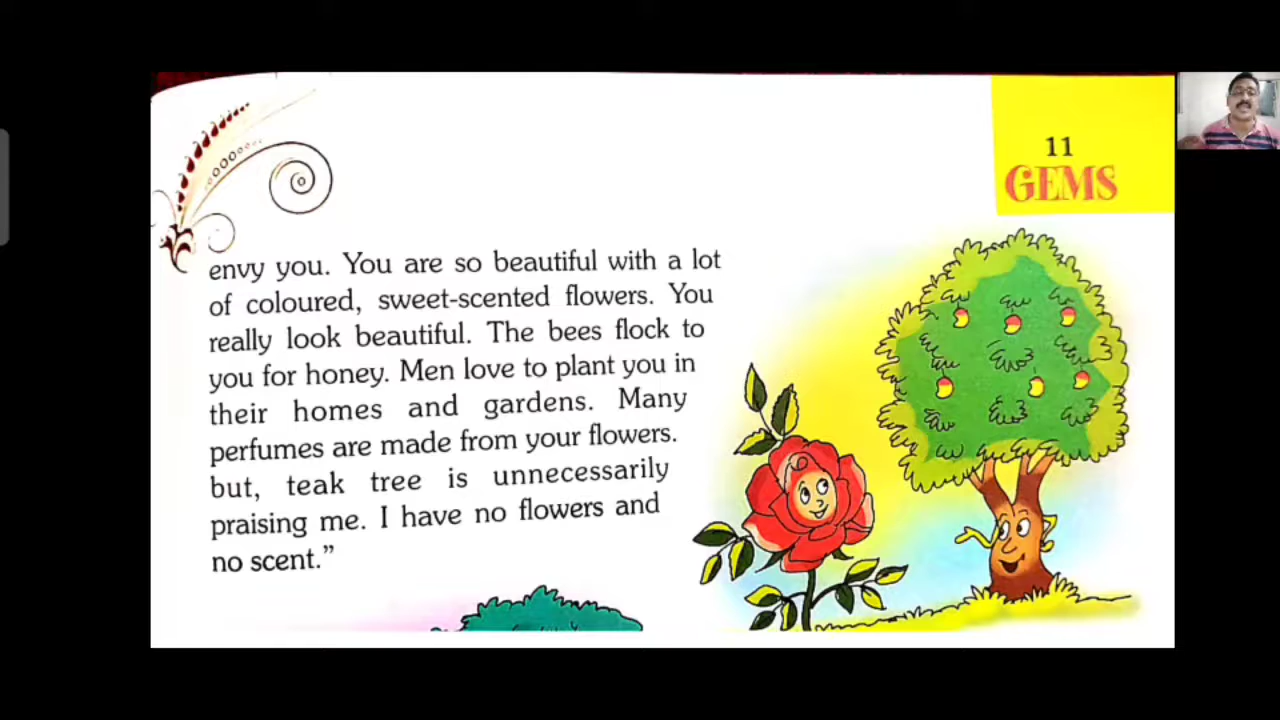 11
GEMS
envy you. You are so beautiful with a lot
of coloured, sweet-scented flowers. You
really look beautiful. The bees flock to
you for honey. Men love to plant you in
their homes and gardens. Many
perfumes are made from your flowers.
but, teak tree is unnecessarily
praising me. I have no flowers and
no scent.”